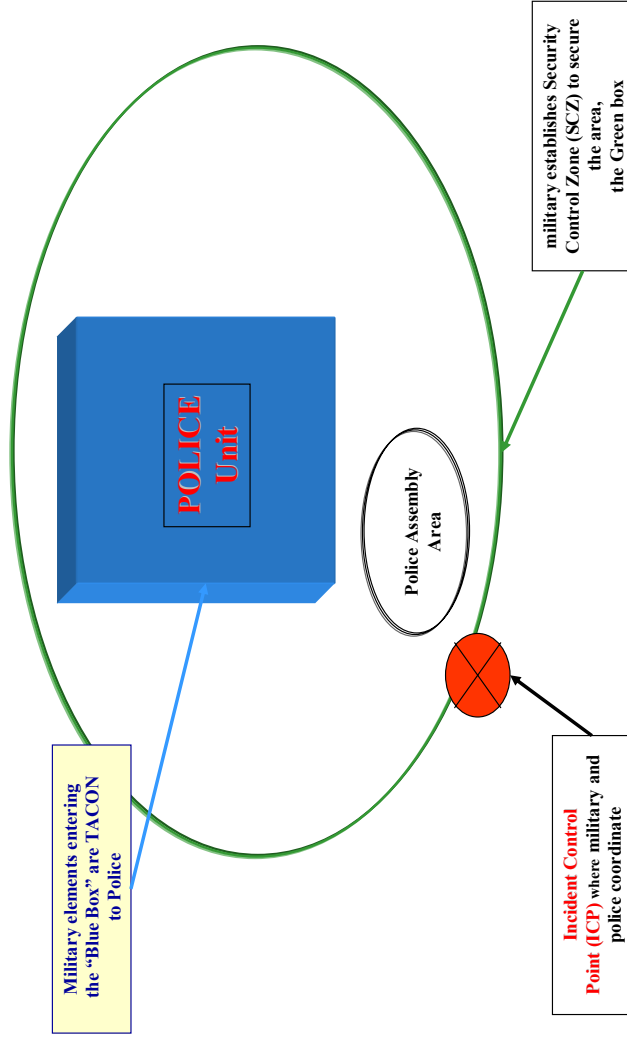 Military elements entering
the “Blue Box” are TACON
to Police
POLICE
Unit
Police Assembly
Area
Incident Control
Point (ICP) where military and
police coordinate
military establishes Security
Control Zone (SCZ) to secure
the area,
the Green box